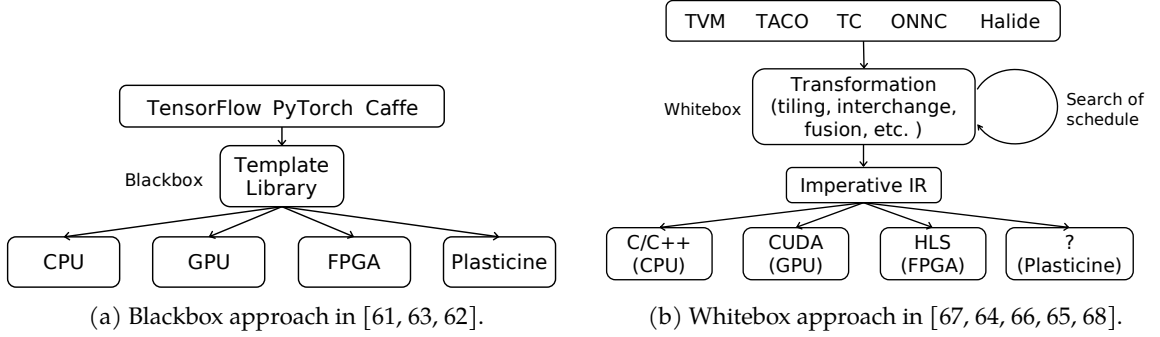 TensorFlow PyTorch Caffe
Blackbox
Template
Library
CPU GPU FPGA Plasticine
(a) Blackbox approach in [61, 63, 62].
TVM TACO TC ONNC Halide
Whitebox
Transformation
(tiling, interchange,
fusion, etc. )
Search of
schedule
Imperative IR
C/C++
(CPU)
CUDA
(GPU)
HLS
(FPGA)
?
(Plasticine)
(b) Whitebox approach in [67, 64, 66, 65, 68].